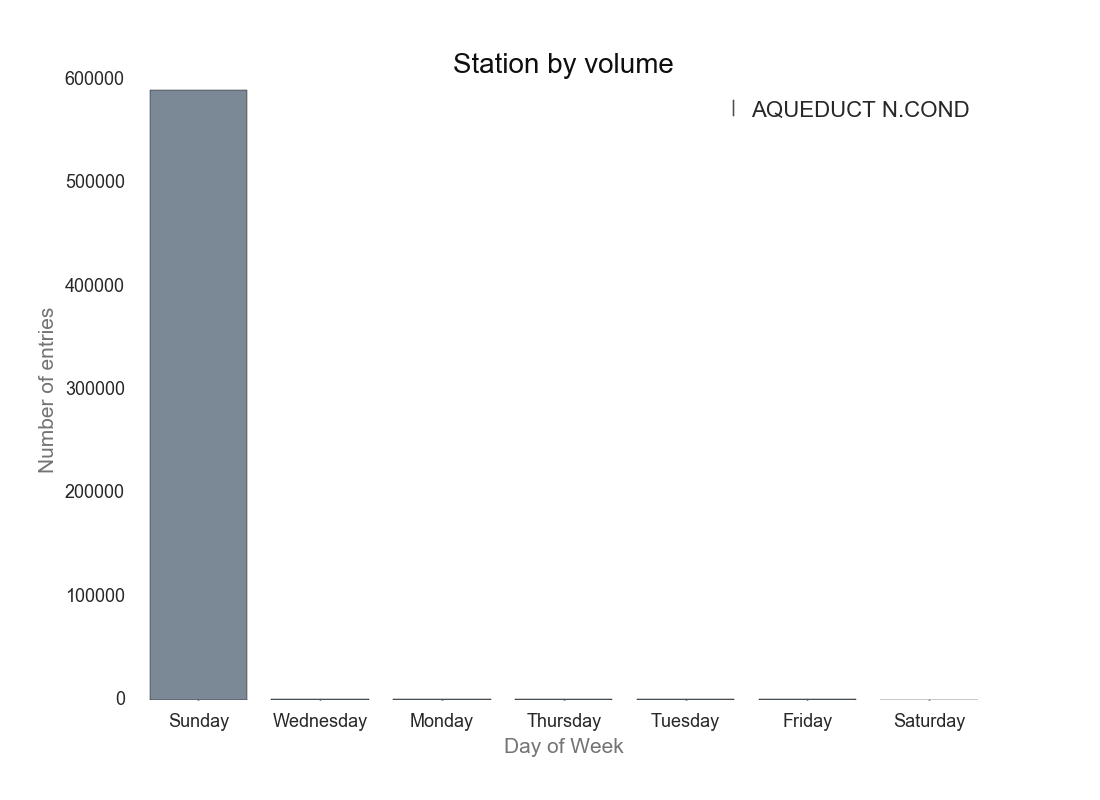 Station by volume
AQUEDUCT N.COND
600000
500000
400000
300000
200000
100000
0
Number of entries
Sunday Wednesday Monday Thursday Tuesday Friday Saturday
Day of Week